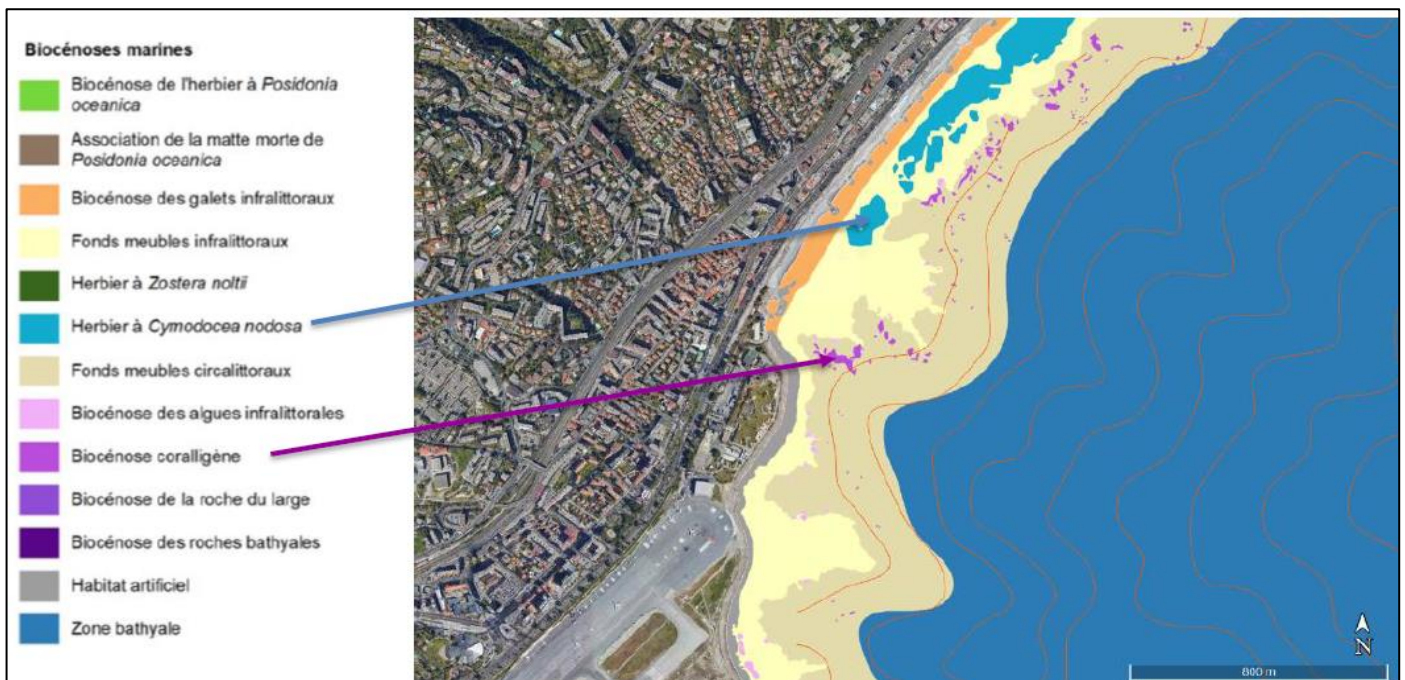 Biocénoses marines
Biocénose de l'herbier à Posidonia
oceanica
Association de la matte morte de
Posidonia oceanica
Biocénose des galets infralittoraux
Fonds meubles infralittoraux
Herbier à Zostera noltii
Herbier à Cymodocea nodosa
Fonds meubles circalittoraux
Biocénose des algues infralittorales
Biocénose coralligène
Biocénose de la roche du large
Biocénose des roches bathyales
Habitat artificiel
Zone bathyale
N
800 m